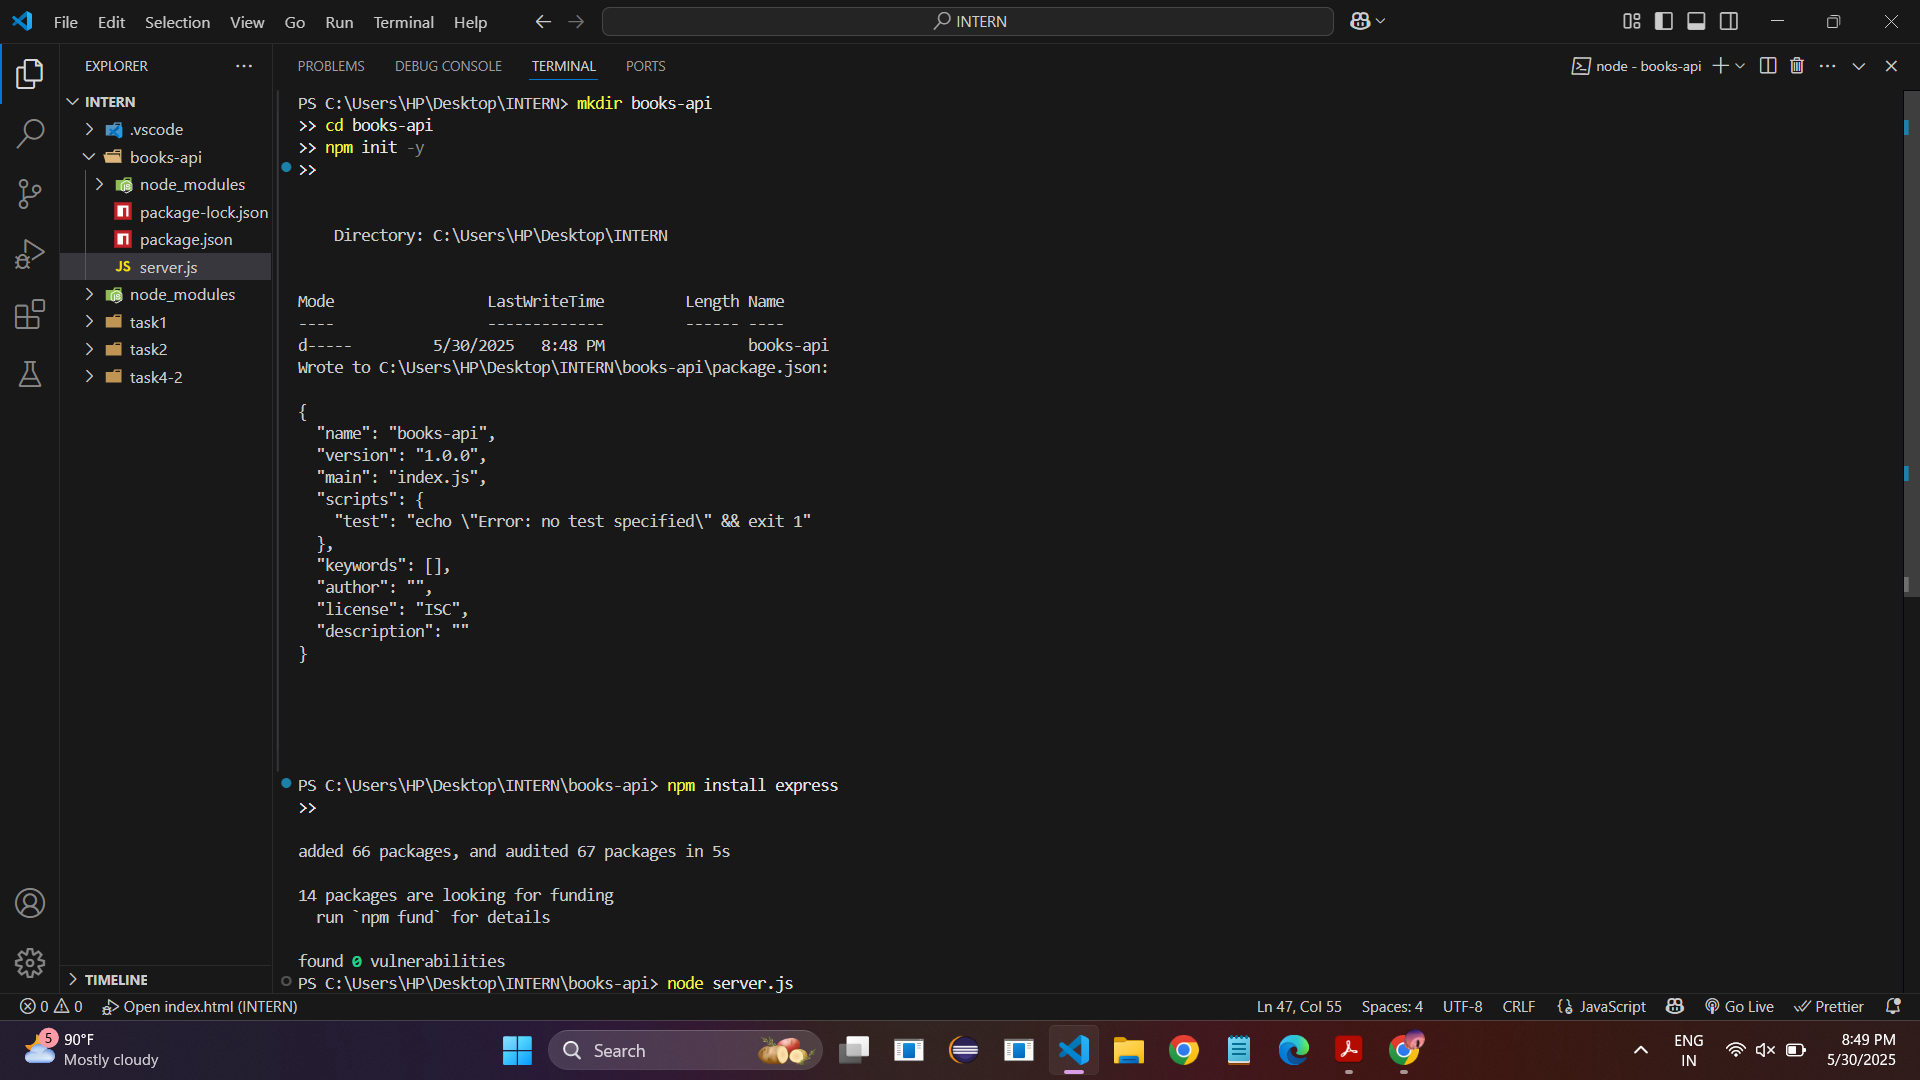 File Edit Selection View Go Run Terminal Help
INTERN
EXPLORER
PROBLEMS DEBUG CONSOLE TERMINAL PORTS
node - books-api
INTERN
.vscode
books-api
node_modules
package-lock.json
package.json
JS server.js
node_modules
task1
task2
task4-2
TIMELINE
PS C:\Users\HP\Desktop\INTERN> mkdir books-api
>> cd books-api
>> npm init -y
>>
Directory: C:\Users\HP\Desktop\INTERN
Mode LastWriteTime Length Name
---- ------------- ------ ----
d----- 5/30/2025 8:48 PM books-api
Wrote to C:\Users\HP\Desktop\INTERN\books-api\package.json:
{
"name": "books-api",
"version": "1.0.0",
"main": "index.js",
"scripts": {
"test": "echo \"Error: no test specified\" && exit 1"
},
"keywords": [],
"author": "",
"license": "ISC",
"description": ""
}
PS C:\Users\HP\Desktop\INTERN\books-api> npm install express
>>
added 66 packages, and audited 67 packages in 5s
14 packages are looking for funding
run `npm fund` for details
found 0 vulnerabilities
PS C:\Users\HP\Desktop\INTERN\books-api> node server.js
0 0 Open index.html (INTERN)
Ln 47, Col 55 Spaces: 4 UTF-8 CRLF {} JavaScript Go Live Prettier
5
90°F
Mostly cloudy
Search
ENG
IN
8:49 PM
5/30/2025